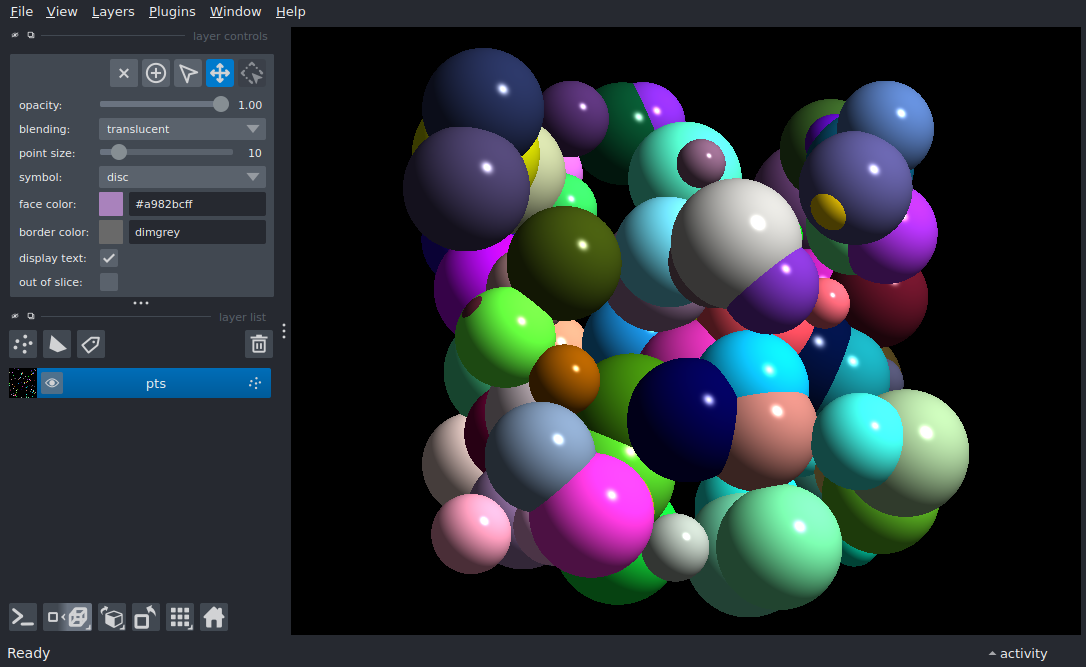 File View Layers Plugins Window Help
layer controls
opacity: 1.00
blending: translucent
point size: 10
symbol: disc
face color: #a982bcff
border color: dimgrey
display text:
out of slice:
layer list
pts
Ready
activity